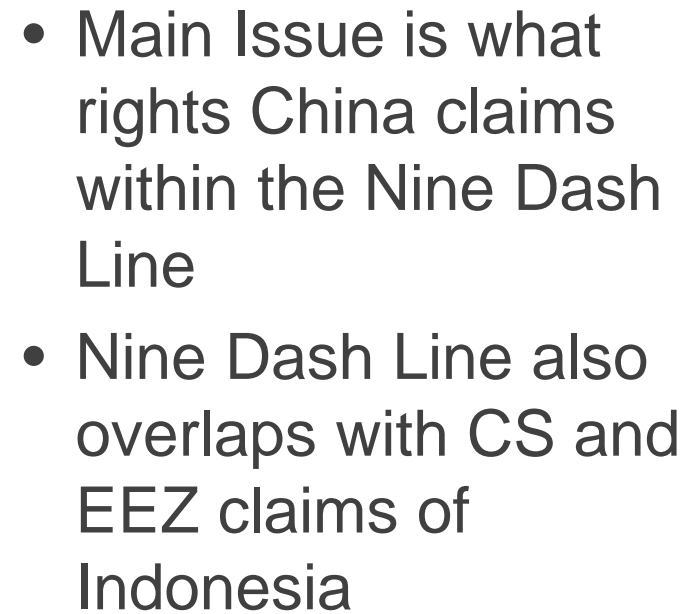 • Main Issue is what
rights China claims
within the Nine Dash
Line
• Nine Dash Line also
overlaps with CS and
EEZ claims of
Indonesia